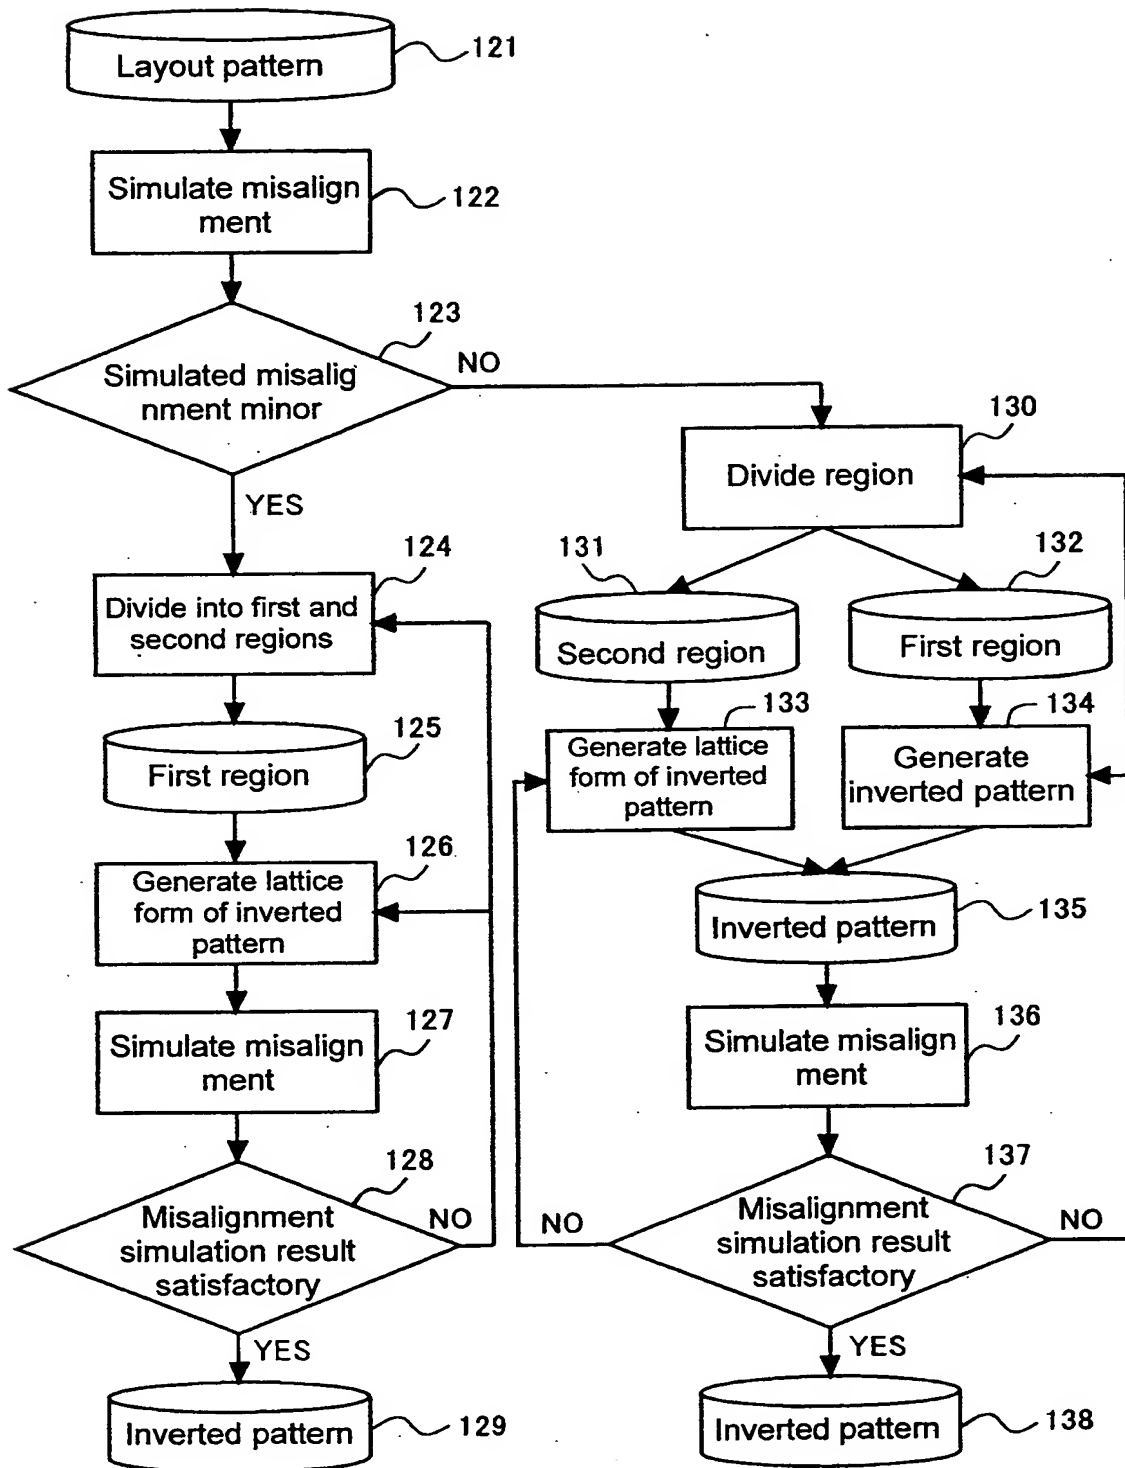 Layout pattern
121
Simulate misalign
ment
122
123
Simulated misalig
nment minor
NO
YES
130
Divide region
124
Divide into first and
second regions
131
Second region
132
First region
125
First region
133
Generate lattice
form of inverted
pattern
134
Generate
inverted pattern
126
Generate lattice
form of inverted
pattern
Inverted pattern
135
127
Simulate misalign
ment
136
Simulate misalign
ment
128
Misalignment
simulation result
satisfactory
NO
137
NO
Misalignment
simulation result
satisfactory
NO
YES
YES
Inverted pattern
129
Inverted pattern
138